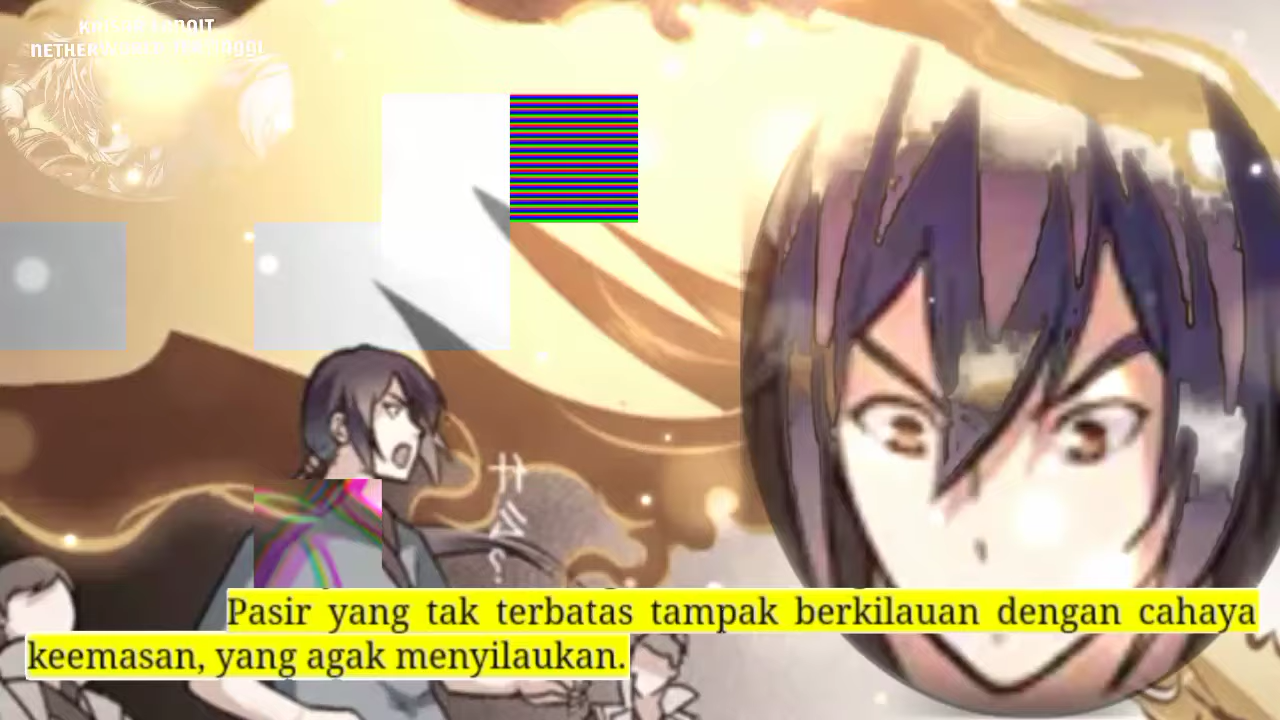 Pasir yang tak terbatas tampak berkilauan dengan cahaya
keemasan, yang agak menyilaukan.